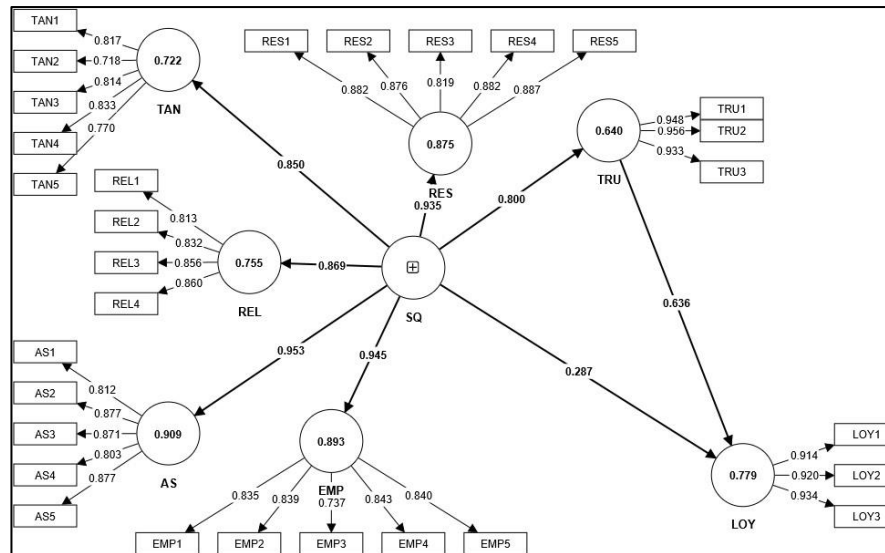 TAN1
TAN2
TAN3
TAN4
TAN5
0.817
0.718
0.814
0.833
0.770
0.722
TAN
RES1
RES2
RES3
RES4
RES5
0.882
0.876
0.819
0.882
0.887
0.875
RES
0.640
TRU
0.948
0.956
0.933
TRU1
TRU2
TRU3
0.850
0.935
0.800
REL1
REL2
REL3
REL4
0.813
0.832
0.856
0.860
0.755
REL
0.869
SQ
0.636
0.953
0.945
0.287
AS1
AS2
AS3
AS4
AS5
0.812
0.877
0.871
0.803
0.877
0.909
AS
0.893
EMP
0.835
0.839
0.737
0.843
0.840
EMP1
EMP2
EMP3
EMP4
EMP5
0.779
LOY
0.914
0.920
0.934
LOY1
LOY2
LOY3